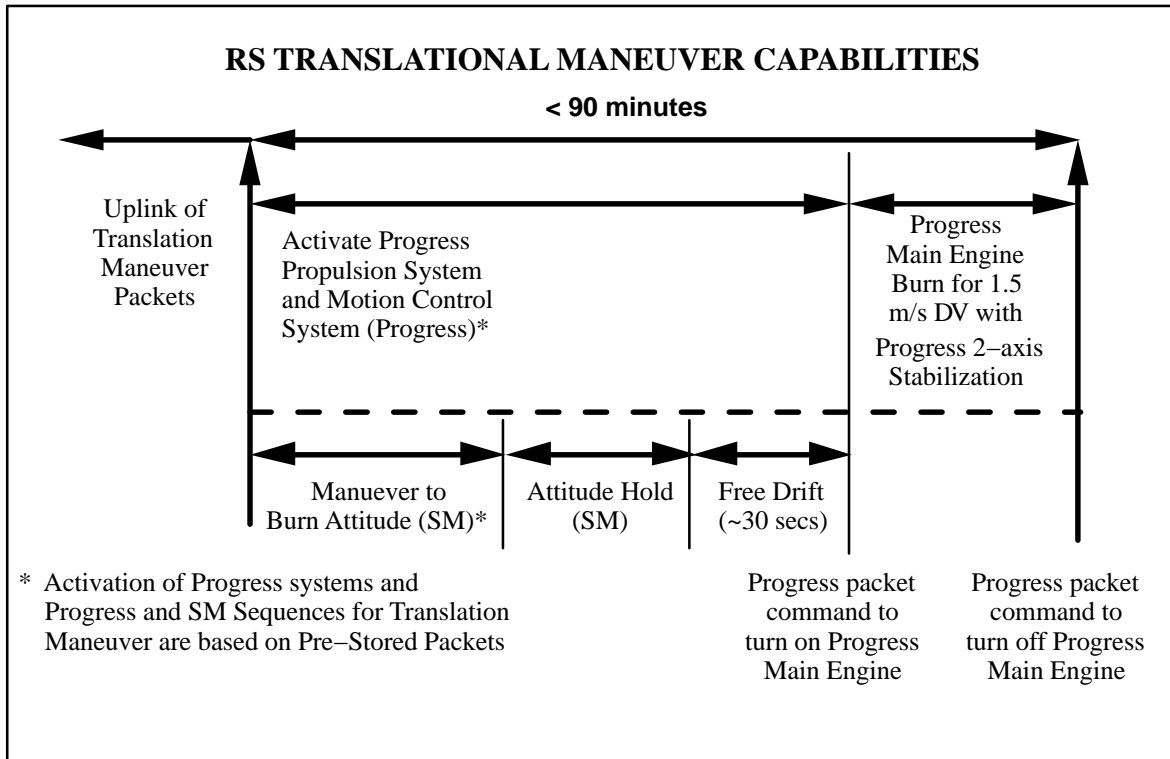 RS TRANSLATIONAL MANEUVER CAPABILITIES
< 90 minutes
Uplink of
Translation
Maneuver
Packets
Activate Progress
Propulsion System
and Motion Control
System (Progress)*
Progress
Main Engine
Burn for 1.5
m/s DV with
Progress 2−axis
Stabilization
Manuever to
Burn Attitude (SM)*
Attitude Hold
(SM)
Free Drift
(~30 secs)
* Activation of Progress systems and
Progress and SM Sequences for Translation
Maneuver are based on Pre−Stored Packets
Progress packet
command to
turn on Progress
Main Engine
Progress packet
command to
turn off Progress
Main Engine